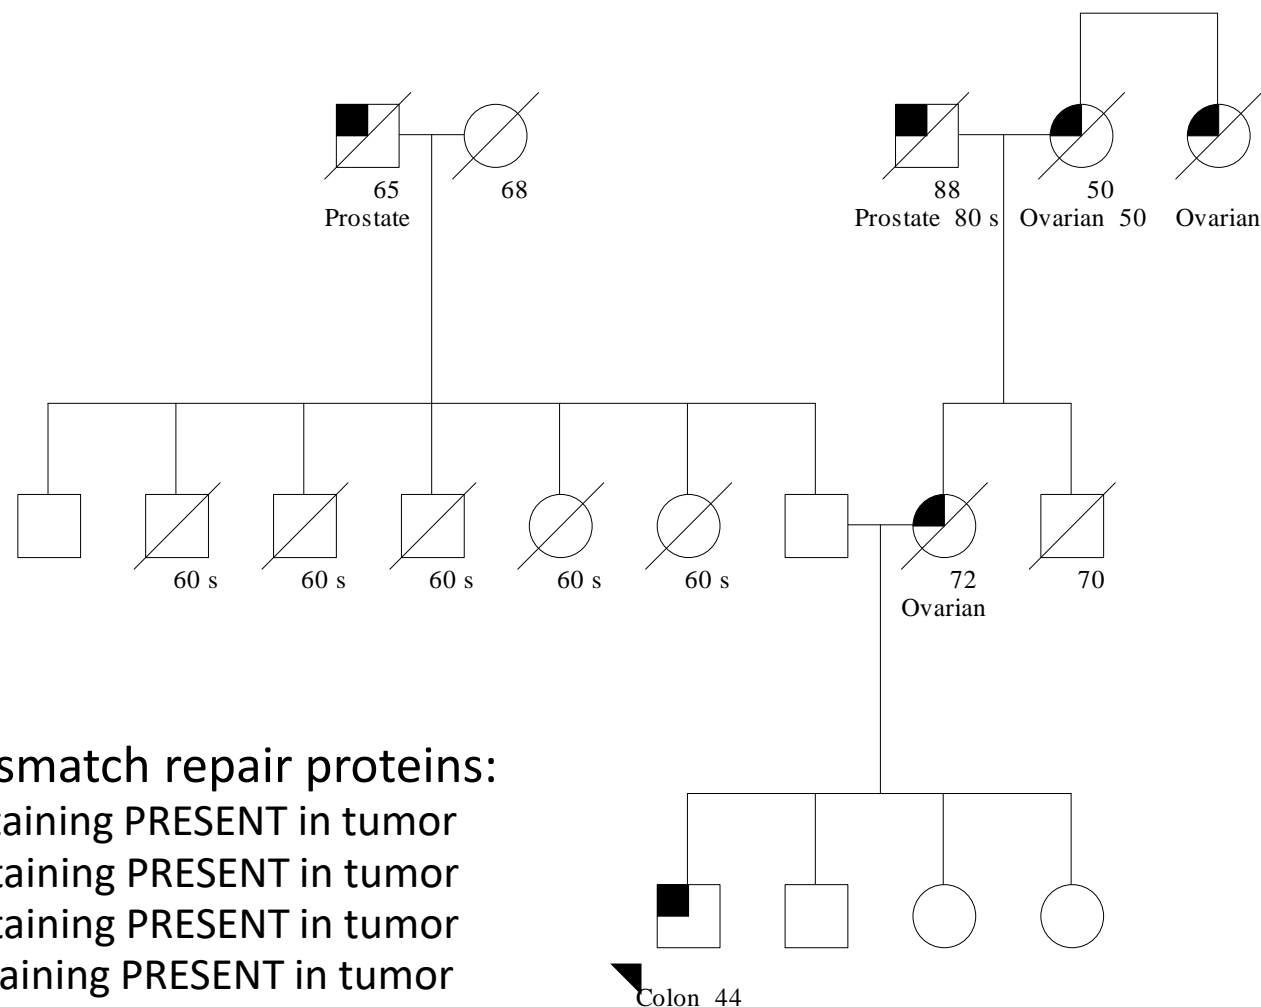 65
68
Prostate
88
50
Prostate 80 s
Ovarian 50
Ovarian
60 s
60 s
60 s
60 s
60 s
72
70
Ovarian
smatch repair proteins:
taining PRESENT in tumor
taining PRESENT in tumor
taining PRESENT in tumor
aining PRESENT in tumor
Colon 44